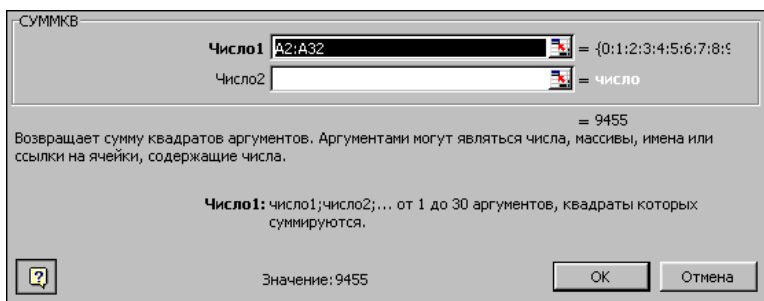 СУММКВ
Число1 A2:A32 = {0:1:2:3:4:5:6:7:8:9
Число2 = число
= 9455
Возвращает сумму квадратов аргументов. Аргументами могут являться числа, массивы, имена или
ссылки на ячейки, содержащие числа.
Число1: число1;число2;... от 1 до 30 аргументов, квадраты которых
суммируются.
Значение:9455 OK Отмена